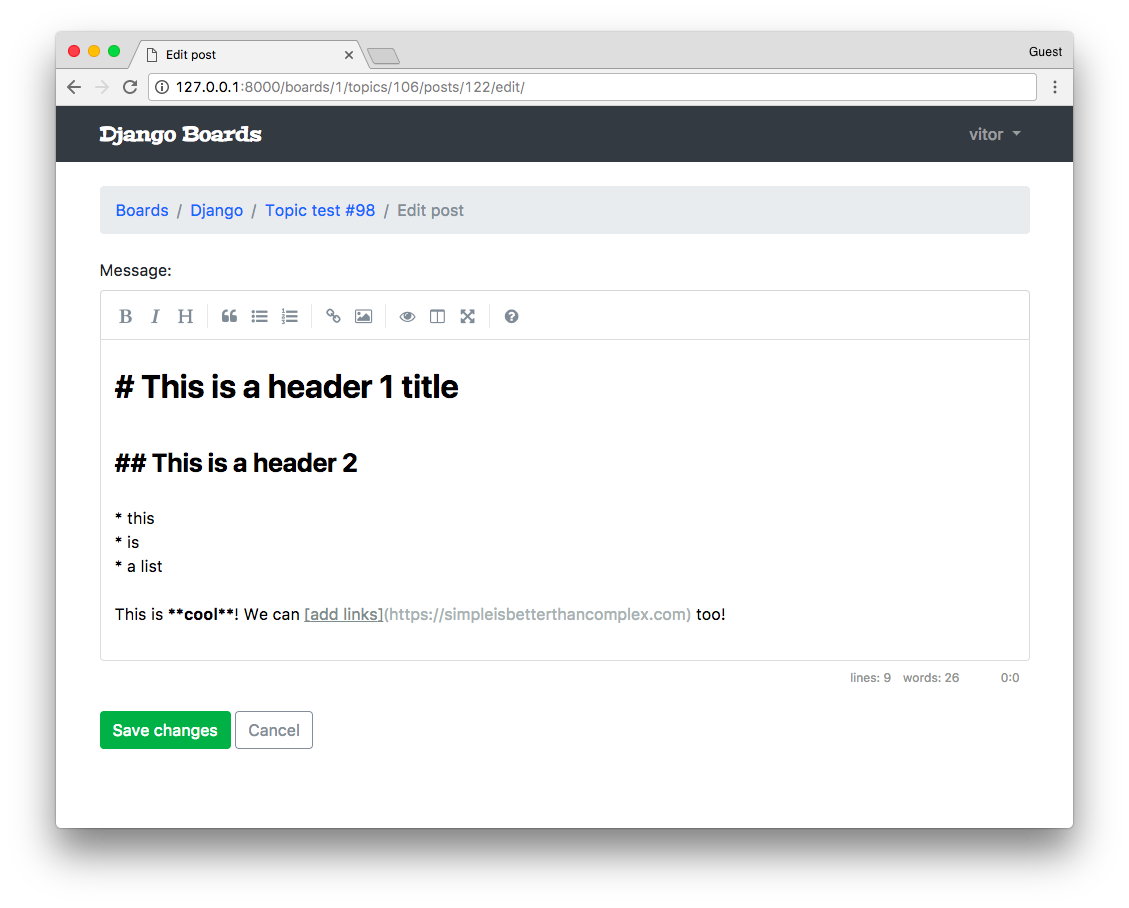 Edit post
Guest
127.0.0.1:8000/boards/1/topics/106/posts/122/edit/
Django Boards
vitor
Boards / Django / Topic test #98 / Edit post
Message:
B I H
# This is a header 1 title
## This is a header 2
* this
* is
* a list
This is **cool**! We can [add links](https://simpleisbetterthancomplex.com) too!
lines: 9 words: 26 0:0
Save changes Cancel